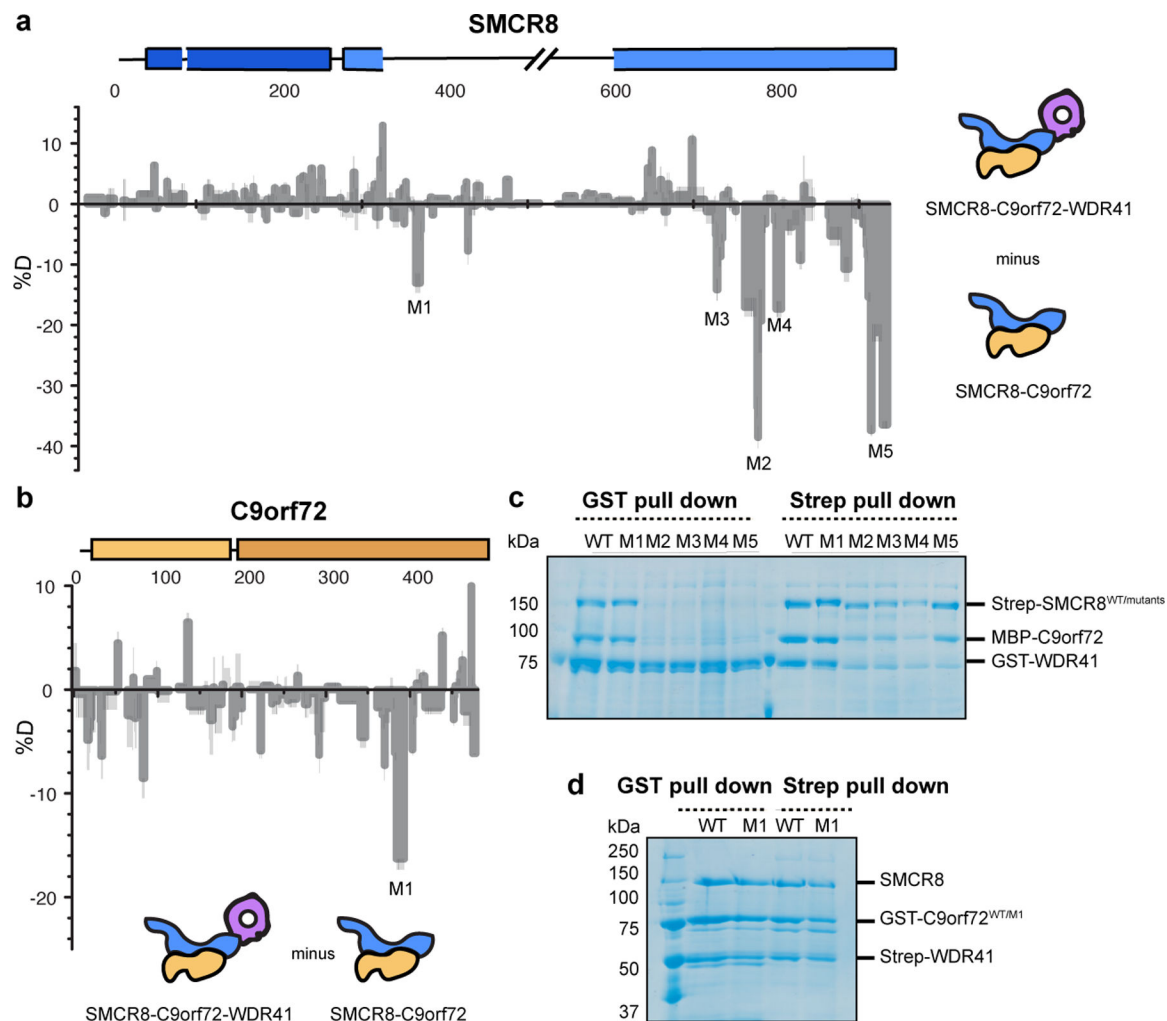 a
SMCR8
0 200 400 600 800
10
0
-10
-20
-30
-40
%D
M1
M3
M4
M2
M5
SMCR8-C9orf72-WDR41
minus
SMCR8-C9orf72
b
C9orf72
0 100 200 300 400
10
0
-10
-20
%D
M1
SMCR8-C9orf72-WDR41
minus
SMCR8-C9orf72
c
GST pull down Strep pull down
kDa WT M1 M2 M3 M4 M5 WT M1 M2 M3 M4 M5
150
100
75
Strep-SMCR8WT/mutants
MBP-C9orf72
GST-WDR41
d
GST pull down Strep pull down
kDa WT M1 WT M1
250
150
100
75
50
37
SMCR8
GST-C9orf72WT/M1
Strep-WDR41